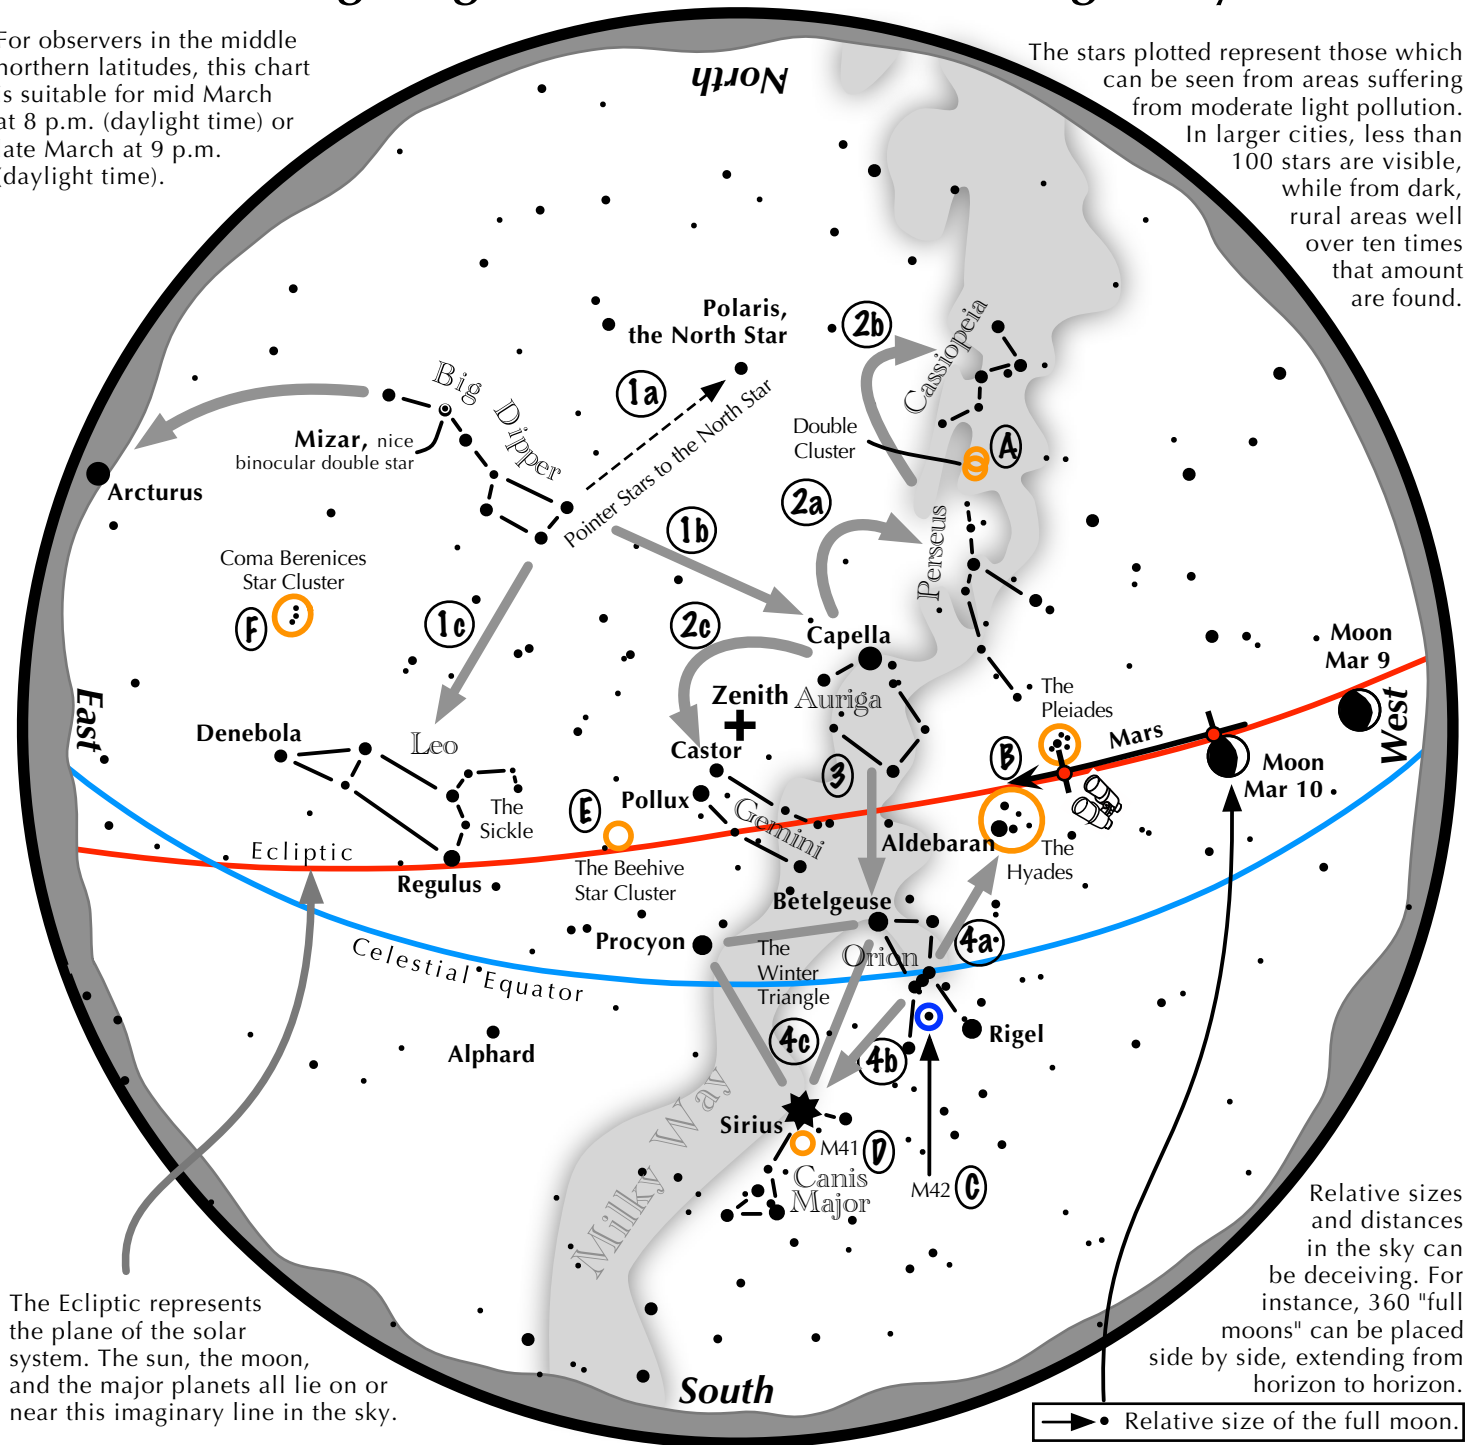 For observers in the middle
northern latitudes, this chart
is suitable for mid March
at 8 p.m. (daylight time) or
late March at 9 p.m.
(daylight time).
North
The stars plotted represent those which
can be seen from areas suffering
from moderate light pollution.
In larger cities, less than
100 stars are visible,
while from dark,
rural areas well
over ten times
that amount
are found.
Polaris,
the North Star
2b
Cassiopeia
Big Dipper
1a
Pointer Stars to the North Star
Mizar, nice
binocular double star
Double
Cluster
A
Arcturus
2a
1b
Perseus
Coma Berenices
Star Cluster
F
1c
2c
Capella
Moon
Mar 9
East
Zenith
Auriga
The
Pleiades
West
Denebola
Leo
Castor
B
Mars
Moon
Mar 10
3
The
Sickle
E
Pollux
Gemini
Aldebaran
The
Hyades
Ecliptic
Regulus
The Beehive
Star Cluster
Betelgeuse
Procyon
The
Winter
Triangle
Orion
4a
Celestial Equator
Alphard
4c
4b
Rigel
Milky Way
Sirius
M41
D
Canis
Major
M42
C
Relative sizes
and distances
in the sky can
be deceiving. For
instance, 360 "full
moons" can be placed
side by side, extending from
horizon to horizon.
The Ecliptic represents
the plane of the solar
system. The sun, the moon,
and the major planets all lie on or
near this imaginary line in the sky.
South
Relative size of the full moon.